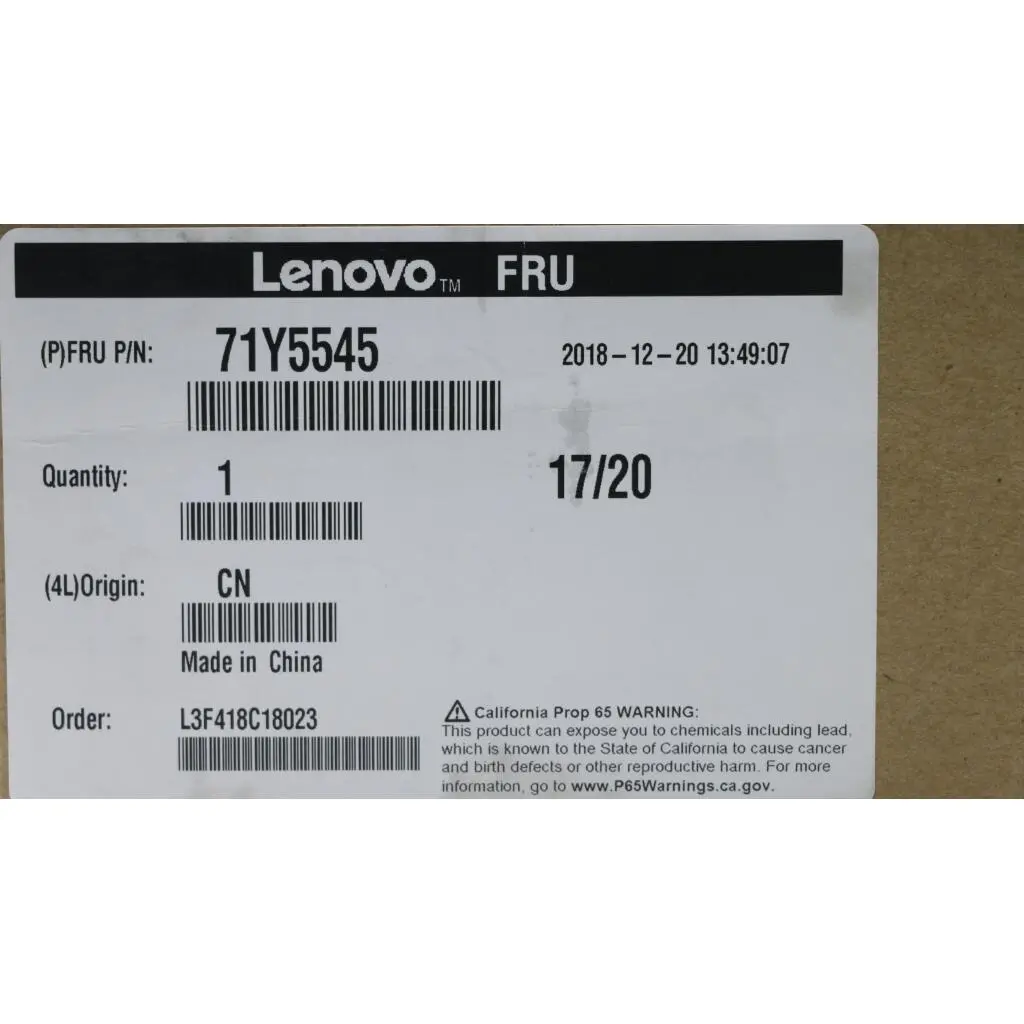 Lenovo™ FRU
(P)FRU P/N: 71Y5545 2018-12-20 13:49:07
Quantity: 1 17/20
(4L)Origin: CN
Made in China
Order: L3F418C18023
⚠ California Prop 65 WARNING:
This product can expose you to chemicals including lead,
which is known to the State of California to cause cancer
and birth defects or other reproductive harm. For more
information, go to www.P65Warnings.ca.gov.